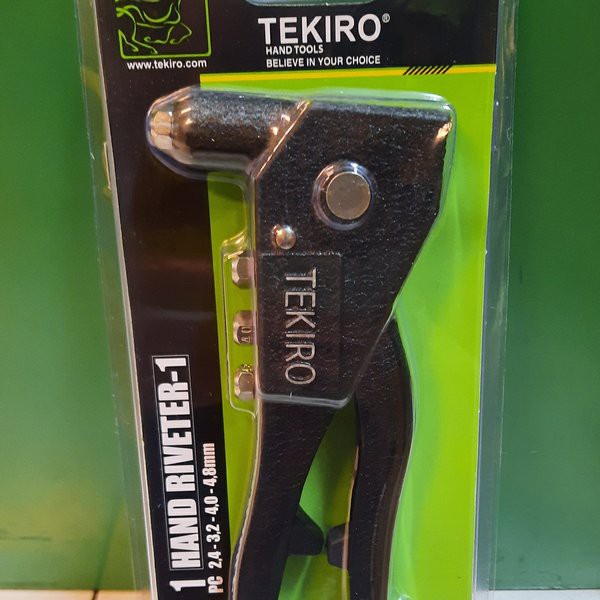 TEKIRO®
HAND TOOLS
BELIEVE IN YOUR CHOICE
www.tekiro.com
TEKIRO
1 PC
HAND RIVETER-1
2,4 - 3,2 - 4,0 - 4,8mm